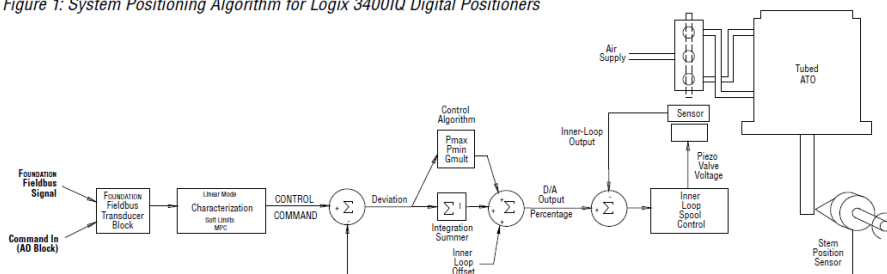 Figure 1: System Positioning Algorithm for Logix 3400IQ Digital Positioners
Air
Supply
Tubed
ATO
Sensor
Control
Algorithm
Pmax
Pmin
Gmult
Inner-Loop
Output
Piezo
Valve
Voltage
FOUNDATION
Fieldbus
Signal
FOUNDATION
Fieldbus
Transducer
Block
Linear Mode
Characterization
Soft Limits
MPC
CONTROL
COMMAND
+ Σ
-
Deviation
Σ I
Integration
Summer
+
+ Σ
+
D/A
Output
Percentage
-
+ Σ
Inner
Loop
Spool
Control
Command In
(AO Block)
Inner
Loop
Offset
Stem
Position
Sensor